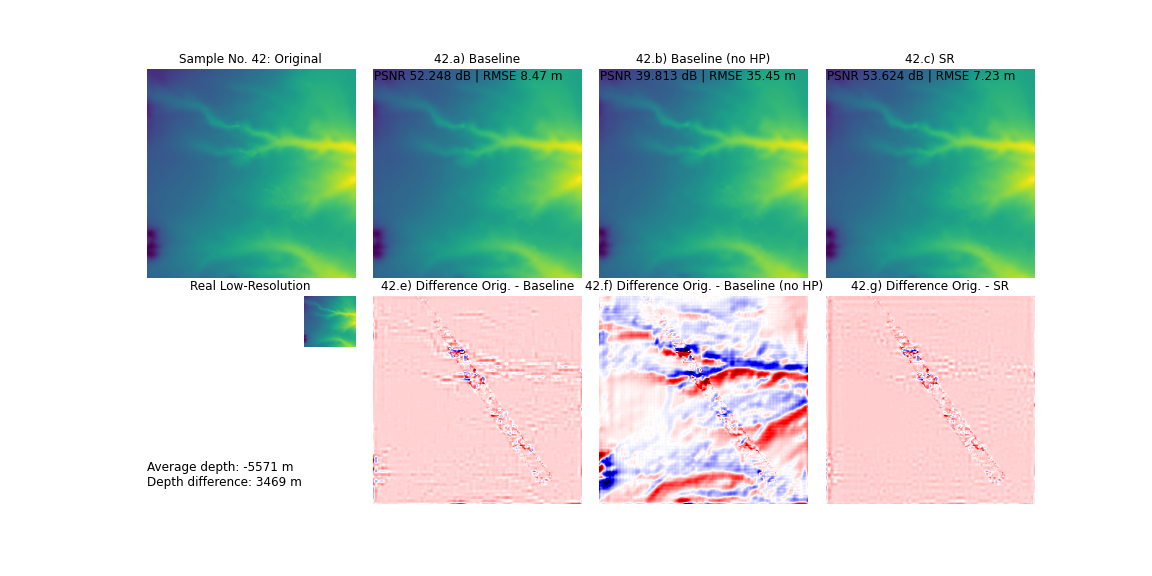 Sample No. 42: Original
42.a) Baseline
42.b) Baseline (no HP)
42.c) SR
PSNR 52.248 dB | RMSE 8.47 m
PSNR 39.813 dB | RMSE 35.45 m
PSNR 53.624 dB | RMSE 7.23 m
Real Low-Resolution
42.e) Difference Orig. - Baseline
42.f) Difference Orig. - Baseline (no HP)
42.g) Difference Orig. - SR
Average depth: -5571 m
Depth difference: 3469 m